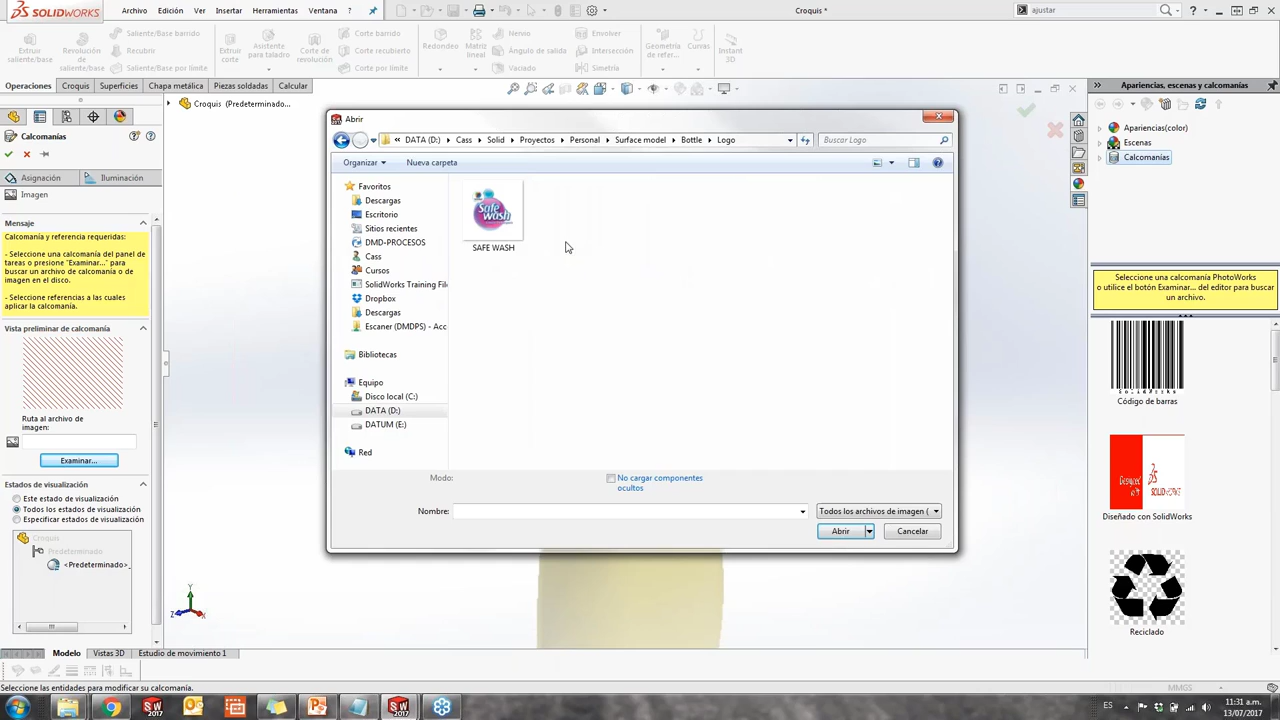 SOLIDWORKS
Archivo Edición Ver Insertar Herramientas Ventana
Croquis *
ajustar
Extruir saliente/base
Revolución de saliente/base
Saliente/Base barrido
Recubrir
Saliente/Base por límite
Extruir corte
Asistente para taladro
Corte de revolución
Corte barrido
Corte recubierto
Corte por límite
Redondeo
Matriz lineal
Nervio
Ángulo de salida
Vaciado
Envolver
Intersección
Simetría
Geometría de refer...
Curvas
Instant 3D
Operaciones Croquis Superficies Chapa metálica Piezas soldadas Calcular
Croquis (Predeterminado...
Calcomanías
Asignación Iluminación
Imagen
Mensaje
Calcomanía y referencia requeridas:
- Seleccione una calcomanía del panel de
tareas o presione "Examinar..." para
buscar un archivo de calcomanía o de
imagen en el disco.
- Seleccione referencias a las cuales
aplicar la calcomanía.
Vista preliminar de calcomanía
Ruta al archivo de
imagen:
Examinar...
Estados de visualización
Este estado de visualización
Todos los estados de visualización
Especificar estados de visualización
Croquis
Predeterminado
<Predeterminado>_
Abrir
« DATA (D:) Cass Solid Proyectos Personal Surface model Bottle Logo
Buscar Logo
Organizar Nueva carpeta
Favoritos
Descargas
Escritorio
Sitios recientes
DMD-PROCESOS
Cass
Cursos
SolidWorks Training File
Dropbox
Descargas
Escaner (DMDPS) - Acc
Bibliotecas
Equipo
Disco local (C:)
DATA (D:)
DATUM (E:)
Red
Safe
wash
SAFE WASH
Modo:
No cargar componentes
ocultos
Nombre:
Todos los archivos de imagen (
Abrir Cancelar
Apariencias, escenas y calcomanías
Apariencias(color)
Escenas
Calcomanías
Seleccione una calcomanía PhotoWorks
o utilice el botón Examinar... del editor para buscar
un archivo.
Código de barras
SOLIDWORKS
Diseñado con SolidWorks
Reciclado
Y
Z X
Modelo Vistas 3D Estudio de movimiento 1
Seleccione las entidades para modificar su calcomanía.
MMGS
SW 2017
SW 2017
ES
11:31 a.m.
13/07/2017